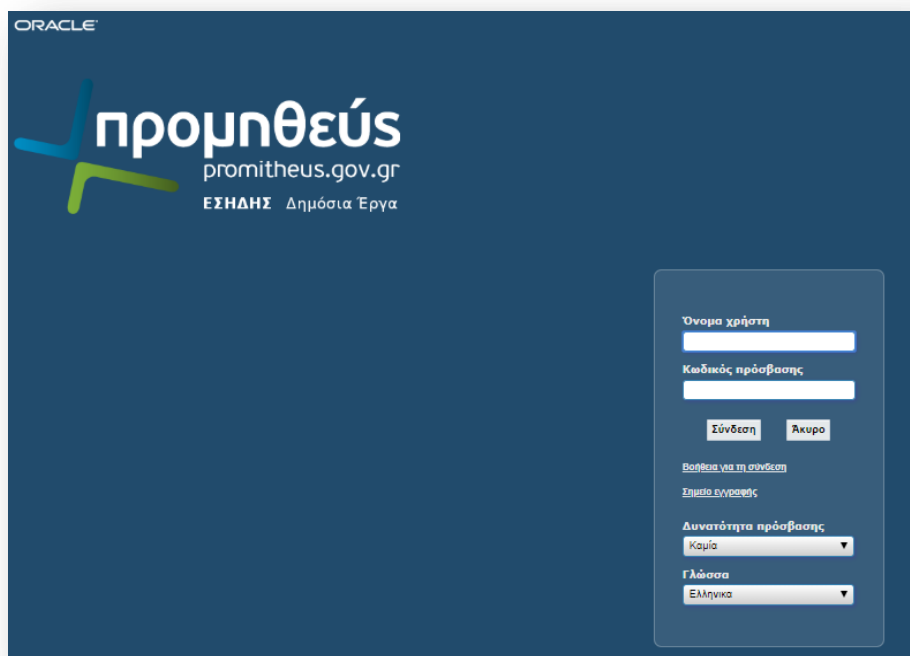 ORACLE
προμηθεύς
promitheus.gov.gr
ΕΣΗΔΗΣ Δημόσια Έργα
Όνομα χρήστη
Κωδικός πρόσβασης
Σύνδεση Άκυρο
Βοήθεια για τη σύνδεση
Σημείο εγγραφής
Δυνατότητα πρόσβασης
Καμία
Γλώσσα
Ελληνικα